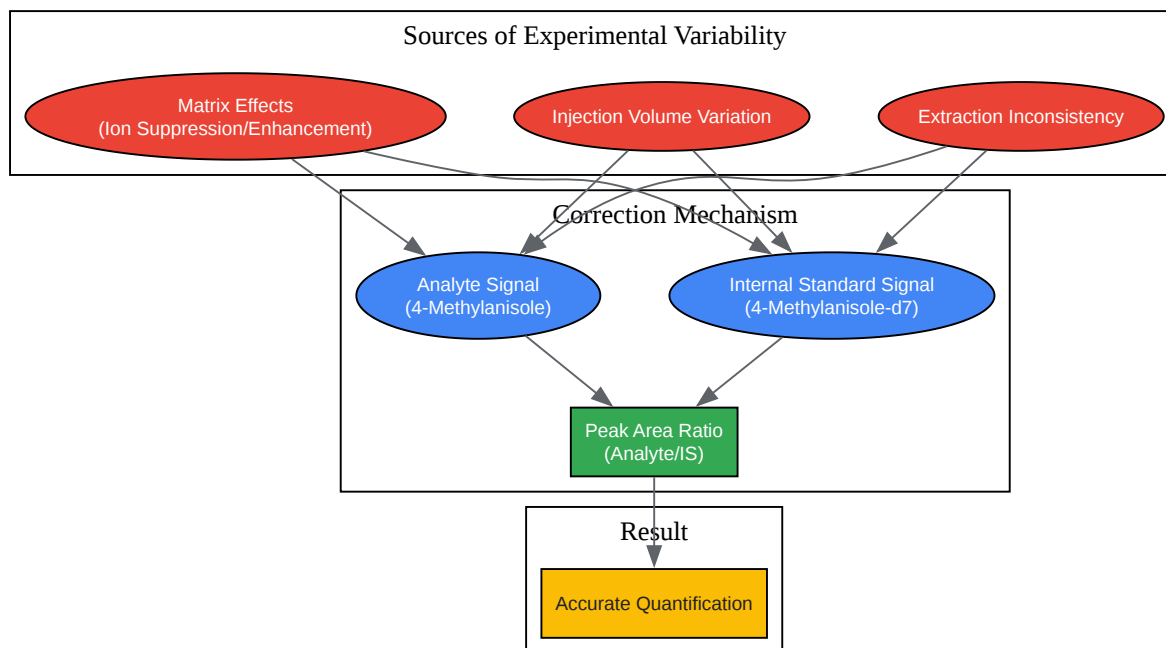 Sources of Experimental Variability
Matrix Effects
(Ion Suppression/Enhancement)
Injection Volume Variation
Extraction Inconsistency
Correction Mechanism
Analyte Signal
(4-Methylanisole)
Internal Standard Signal
(4-Methylanisole-d7)
Peak Area Ratio
(Analyte/IS)
Result
Accurate Quantification